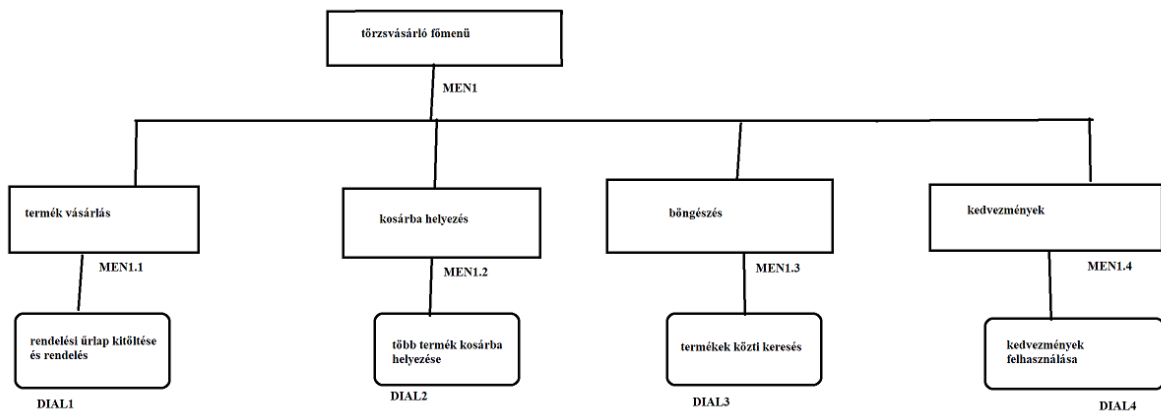 törzsvásárló főmenü
MEN1
termék vásárlás
kosárba helyezés
böngészés
kedvezmények
MEN1.1
MEN1.2
MEN1.3
MEN1.4
rendelési űrlap kitöltése
és rendelés
több termék kosárba
helyezése
termékek közti keresés
kedvezmények
felhasználása
DIAL1
DIAL2
DIAL3
DIAL4